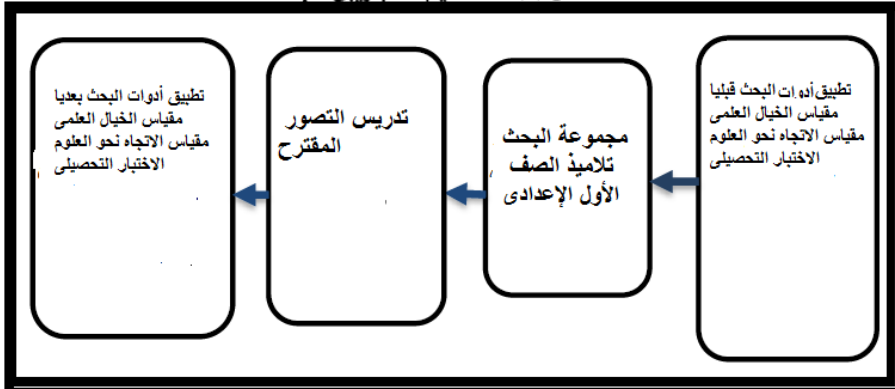 تطبيق أدوات البحث قبليا
مقياس الخيال العلمى
مقياس الاتجاه نحو العلوم
الاختبار التحصيلى
مجموعة البحث
تلاميذ الصف
الأول الإعدادى
تدريس التصور
المقترح
تطبيق أدوات البحث بعديا
مقياس الخيال العلمى
مقياس الاتجاه نحو العلوم
الاختبار التحصيلى